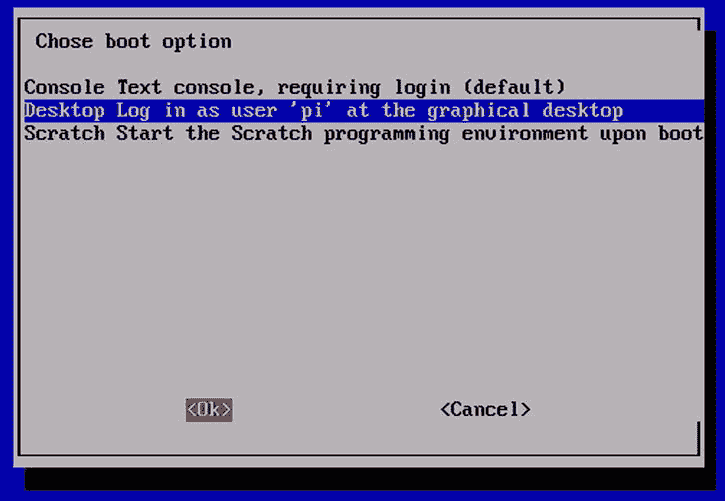 Chose boot option
Console Text console, requiring login (default)
Desktop Log in as user 'pi' at the graphical desktop
Scratch Start the Scratch programming environment upon boot
<Ok> <Cancel>